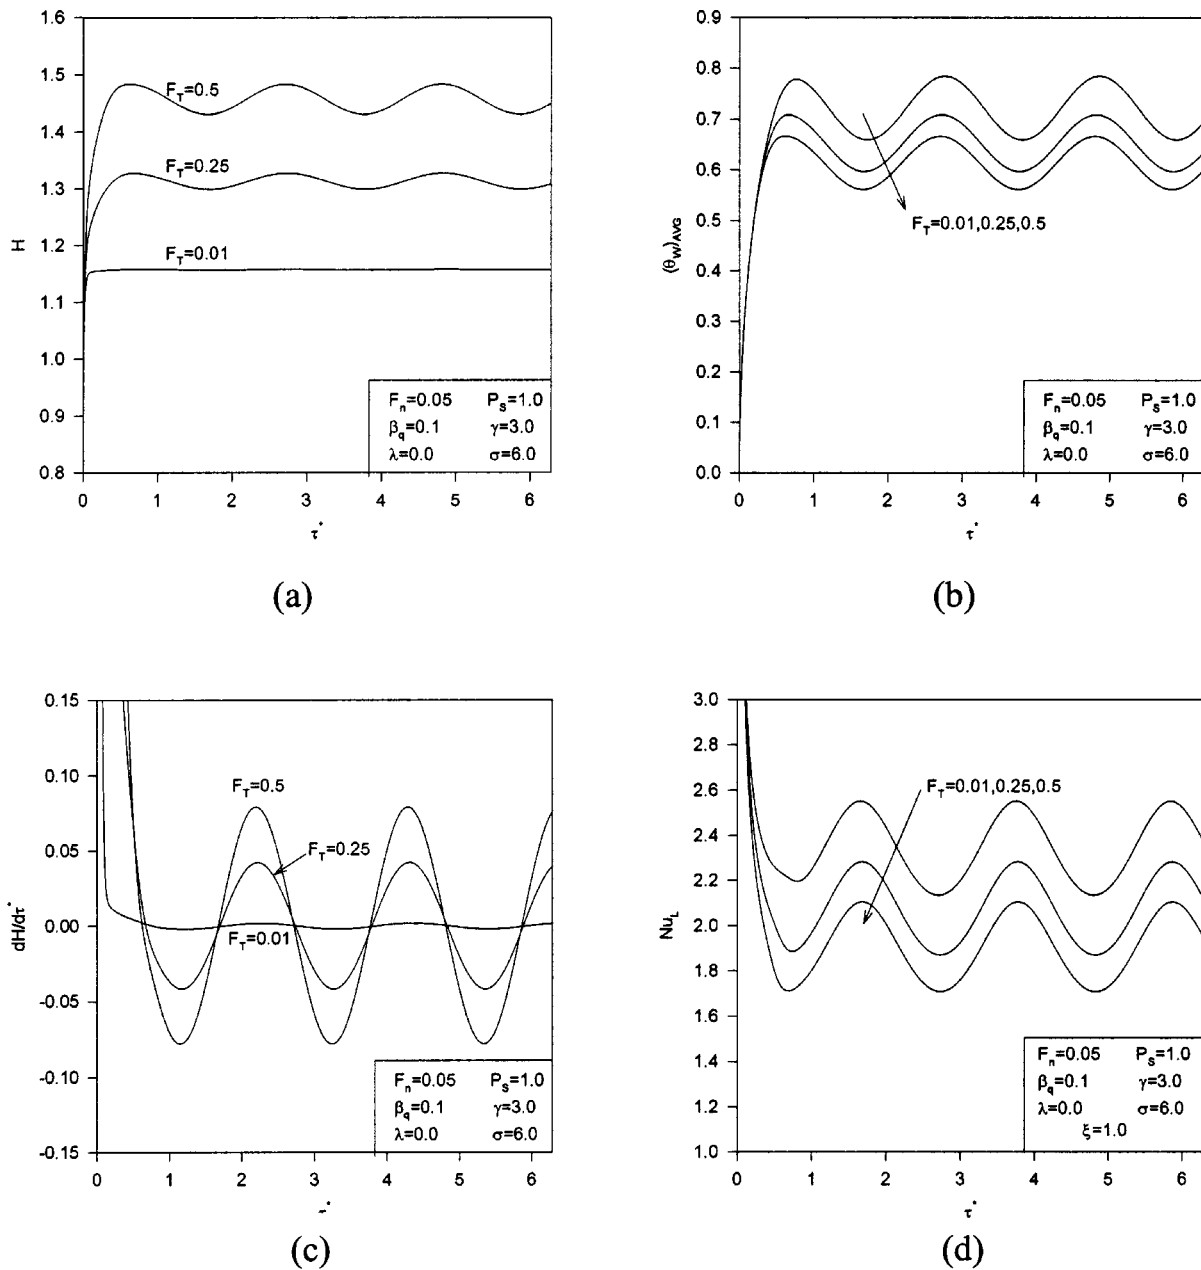 1.6
1.5
1.4
1.3
1.2
1.1
1.0
0.9
0.8
H
F_T=0.5
F_T=0.25
F_T=0.01
F_n=0.05 P_S=1.0
β_q=0.1 γ=3.0
λ=0.0 σ=6.0
0 1 2 3 4 5 6
τ*
(a)
0.9
0.8
0.7
0.6
0.5
0.4
0.3
0.2
0.1
0.0
(θ_W)_AVG
F_T=0.01,0.25,0.5
F_n=0.05 P_S=1.0
β_q=0.1 γ=3.0
λ=0.0 σ=6.0
0 1 2 3 4 5 6
τ*
(b)
0.15
0.10
0.05
0.00
-0.05
-0.10
-0.15
dH/dτ*
F_T=0.5
F_T=0.25
F_T=0.01
F_n=0.05 P_S=1.0
β_q=0.1 γ=3.0
λ=0.0 σ=6.0
0 1 2 3 4 5 6
(c)
3.0
2.8
2.6
2.4
2.2
2.0
1.8
1.6
1.4
1.2
1.0
Nu_L
F_T=0.01,0.25,0.5
F_n=0.05 P_S=1.0
β_q=0.1 γ=3.0
λ=0.0 σ=6.0
ξ=1.0
0 1 2 3 4 5 6
τ*
(d)